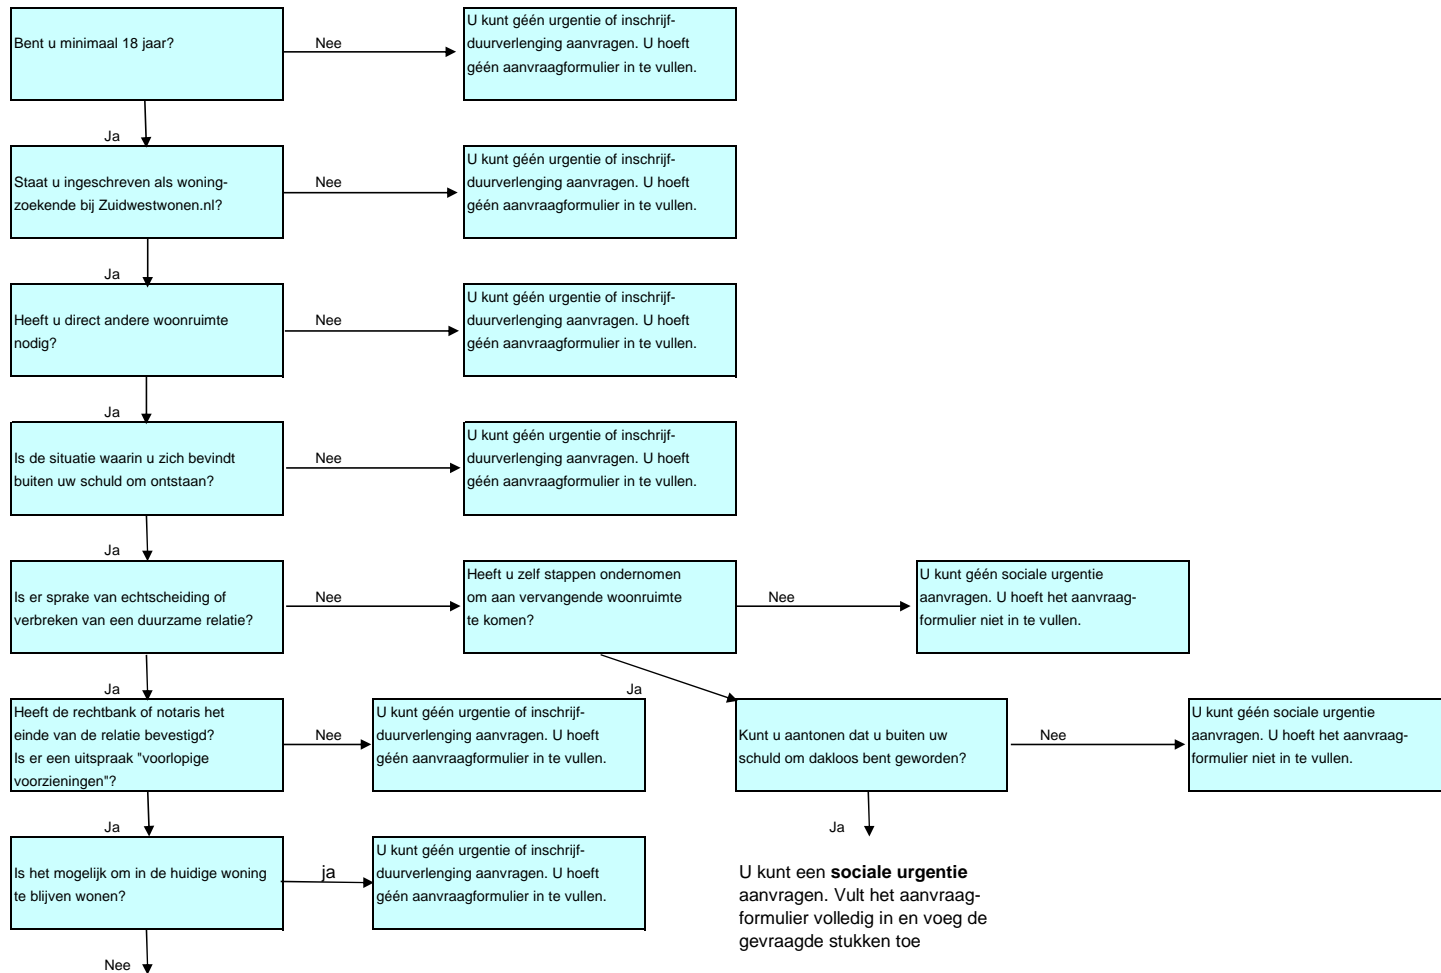 Bent u minimaal 18 jaar?
Nee
U kunt géén urgentie of inschrijf-
duurverlenging aanvragen. U hoeft
géén aanvraagformulier in te vullen.
Ja
Staat u ingeschreven als woning-
zoekende bij Zuidwestwonen.nl?
Nee
U kunt géén urgentie of inschrijf-
duurverlenging aanvragen. U hoeft
géén aanvraagformulier in te vullen.
Ja
Heeft u direct andere woonruimte
nodig?
Nee
U kunt géén urgentie of inschrijf-
duurverlenging aanvragen. U hoeft
géén aanvraagformulier in te vullen.
Ja
Is de situatie waarin u zich bevindt
buiten uw schuld om ontstaan?
Nee
U kunt géén urgentie of inschrijf-
duurverlenging aanvragen. U hoeft
géén aanvraagformulier in te vullen.
Ja
Is er sprake van echtscheiding of
verbreken van een duurzame relatie?
Nee
Heeft u zelf stappen ondernomen
om aan vervangende woonruimte
te komen?
Nee
U kunt géén sociale urgentie
aanvragen. U hoeft het aanvraag-
formulier niet in te vullen.
Ja
Ja
Heeft de rechtbank of notaris het
einde van de relatie bevestigd?
Is er een uitspraak "voorlopige
voorzieningen"?
Nee
U kunt géén urgentie of inschrijf-
duurverlenging aanvragen. U hoeft
géén aanvraagformulier in te vullen.
Kunt u aantonen dat u buiten uw
schuld om dakloos bent geworden?
Nee
U kunt géén sociale urgentie
aanvragen. U hoeft het aanvraag-
formulier niet in te vullen.
Ja
Ja
Is het mogelijk om in de huidige woning
te blijven wonen?
ja
U kunt géén urgentie of inschrijf-
duurverlenging aanvragen. U hoeft
géén aanvraagformulier in te vullen.
U kunt een sociale urgentie
aanvragen. Vult het aanvraag-
formulier volledig in en voeg de
gevraagde stukken toe
Nee